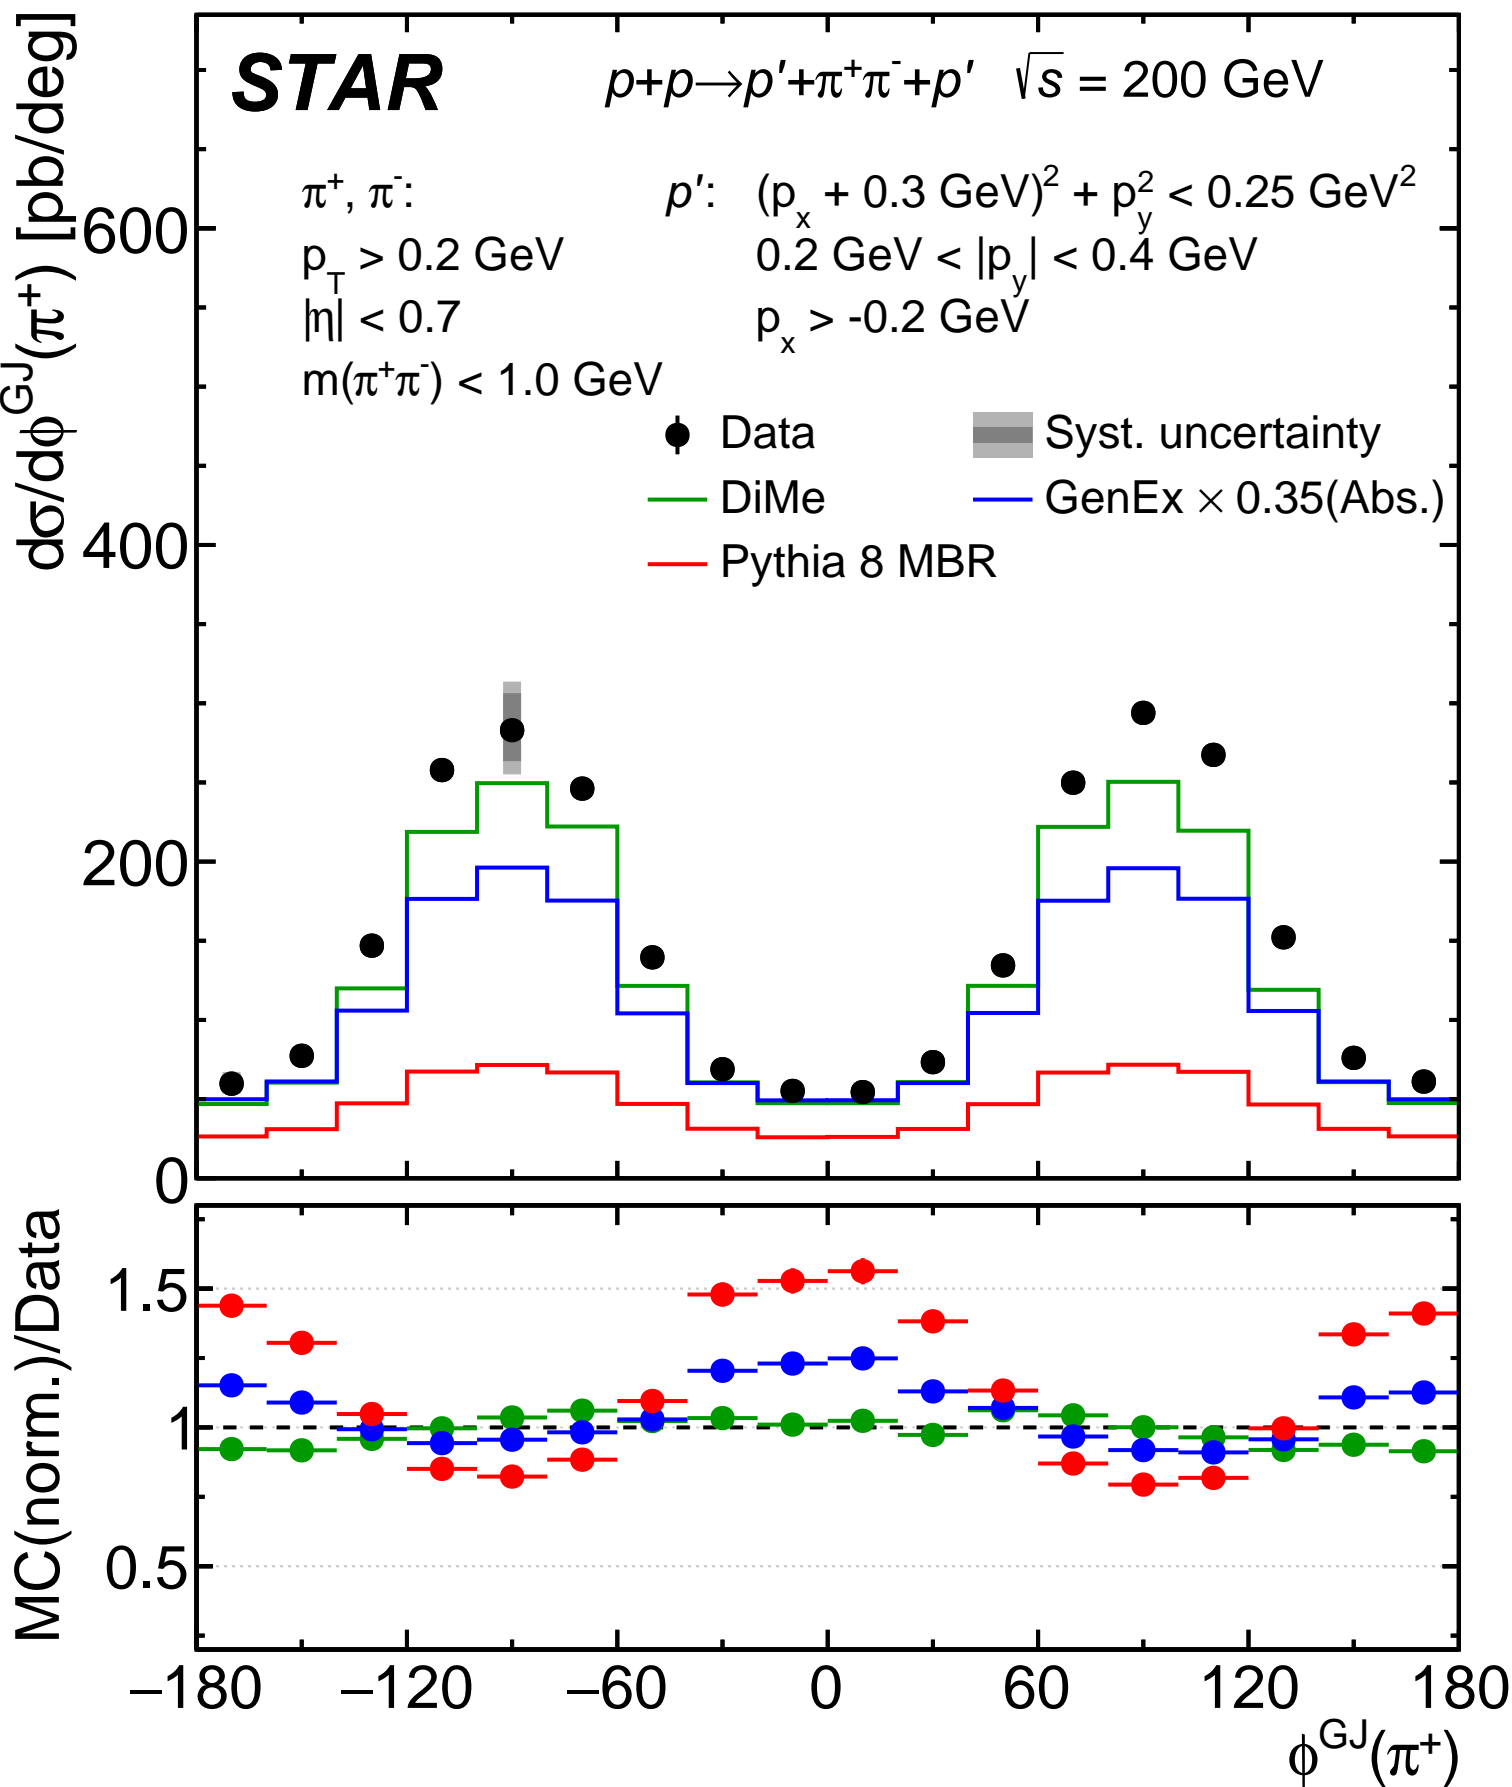 STAR p+p→p′+π⁺π⁻+p′ √s = 200 GeV
π⁺, π⁻: p′: (pₓ + 0.3 GeV)² + p_y² < 0.25 GeV²
p_T > 0.2 GeV 0.2 GeV < |p_y| < 0.4 GeV
|η| < 0.7 pₓ > -0.2 GeV
m(π⁺π⁻) < 1.0 GeV
Data Syst. uncertainty
DiMe GenEx × 0.35(Abs.)
Pythia 8 MBR
dσ/dϕ^GJ(π⁺) [pb/deg]
600
400
200
0
MC(norm.)/Data
1.5
1
0.5
−180 −120 −60 0 60 120 180
ϕ^GJ(π⁺)